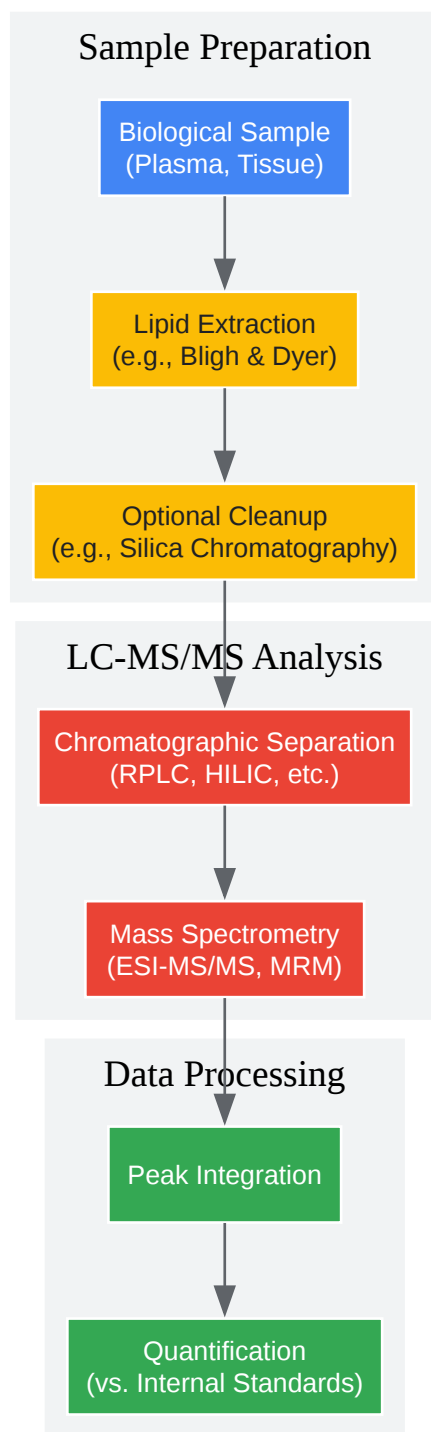 Sample Preparation
Biological Sample
(Plasma, Tissue)
Lipid Extraction
(e.g., Bligh & Dyer)
Optional Cleanup
(e.g., Silica Chromatography)
LC-MS/MS Analysis
Chromatographic Separation
(RPLC, HILIC, etc.)
Mass Spectrometry
(ESI-MS/MS, MRM)
Data Processing
Peak Integration
Quantification
(vs. Internal Standards)